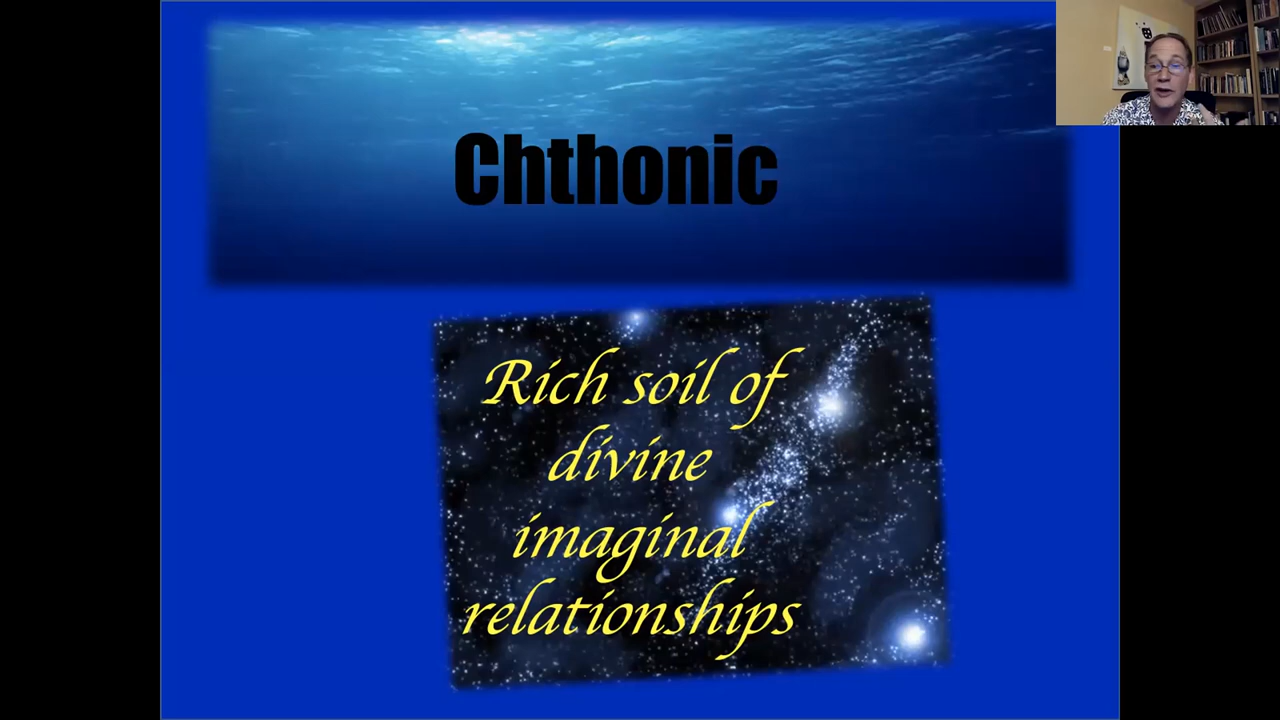 Chthonic
Rich soil of
divine
imaginal
relationships